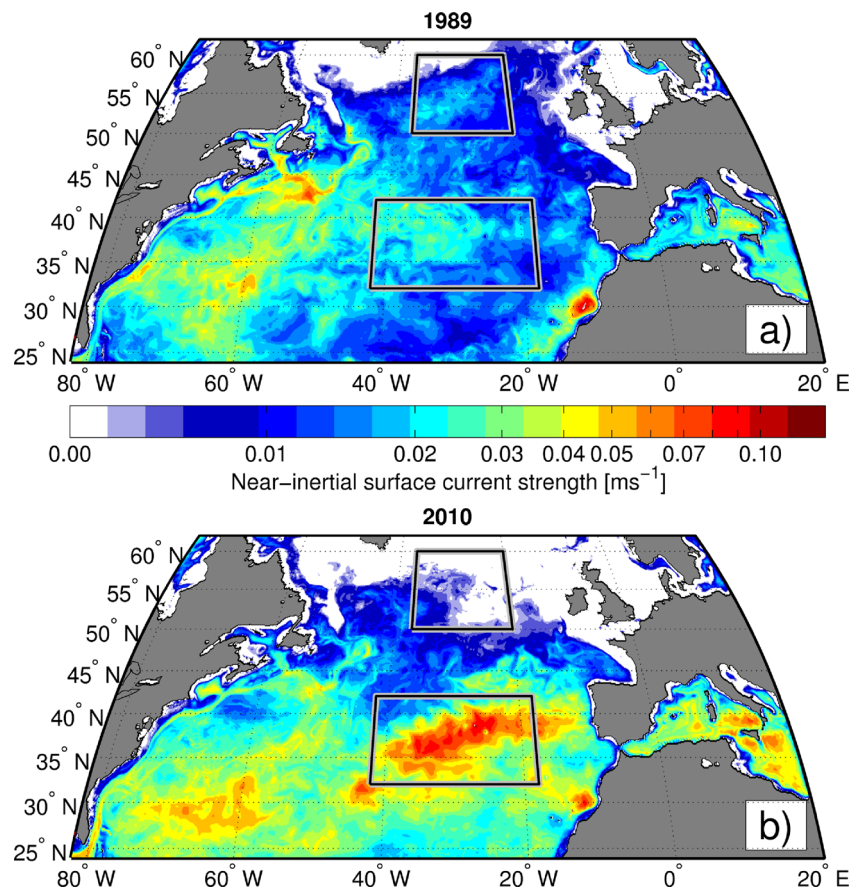 1989
60° N
55° N
50° N
45° N
40° N
35° N
30° N
25° N
a)
80° W 60° W 40° W 20° W 0° 20° E
0.00 0.01 0.02 0.03 0.04 0.05 0.07 0.10
Near−inertial surface current strength [ms−1]
2010
60° N
55° N
50° N
45° N
40° N
35° N
30° N
25° N
b)
80° W 60° W 40° W 20° W 0° 20° E